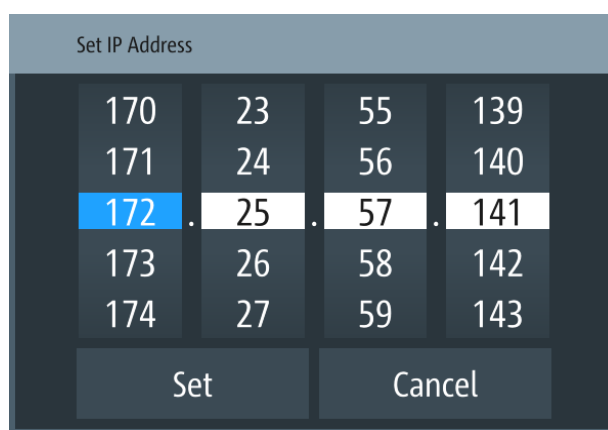 Set IP Address
170 23 55 139
171 24 56 140
172 . 25 . 57 . 141
173 26 58 142
174 27 59 143
Set Cancel